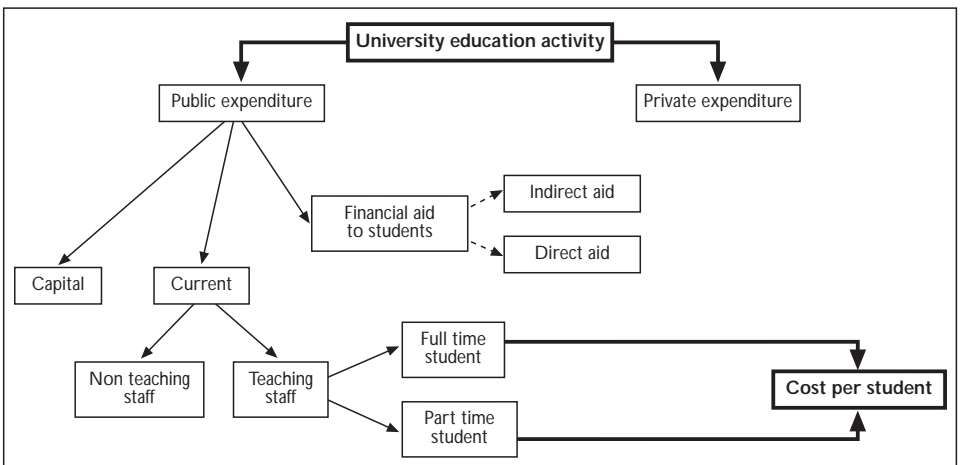 University education activity
Public expenditure
Private expenditure
Indirect aid
Financial aid
to students
Direct aid
Capital
Current
Full time
student
Non teaching
staff
Teaching
staff
Cost per student
Part time
student